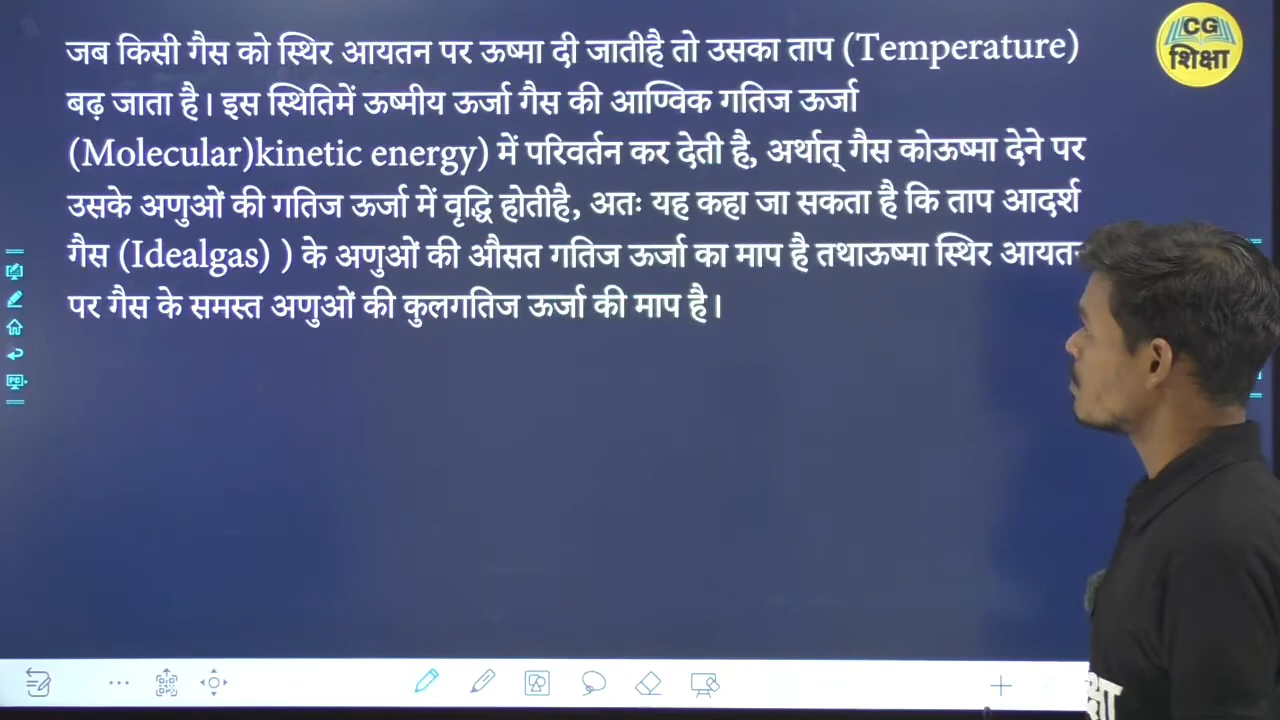 जब किसी गैस को स्थिर आयतन पर ऊष्मा दी जातीहै तो उसका ताप (Temperature)
बढ़ जाता है। इस स्थितिमें ऊष्मीय ऊर्जा गैस की आण्विक गतिज ऊर्जा
(Molecular)kinetic energy) में परिवर्तन कर देती है, अर्थात् गैस कोऊष्मा देने पर
उसके अणुओं की गतिज ऊर्जा में वृद्धि होतीहै, अतः यह कहा जा सकता है कि ताप आदर्श
गैस (Idealgas) ) के अणुओं की औसत गतिज ऊर्जा का माप है तथाऊष्मा स्थिर
पर गैस के समस्त अणुओं की कुलगतिज ऊर्जा की माप है।
CG
शिक्षा